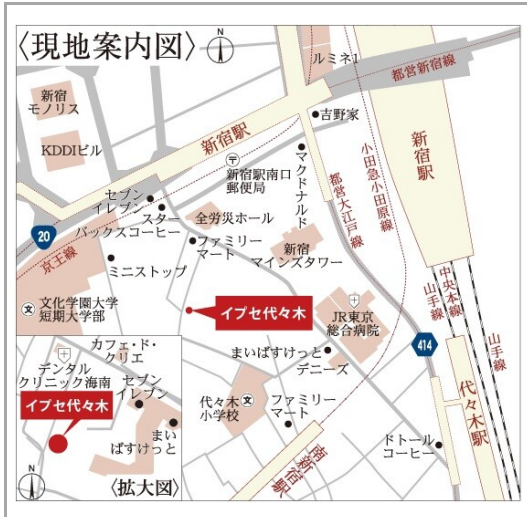 〈現地案内図〉
N
ルミネ1
都営新宿線
新宿
モノリス
吉野家
KDDIビル
新宿駅
新宿駅
〒
新宿駅南口
郵便局
マクドナルド
都営大江戸線
小田急小田原線
セブン
イレブン
スター
バックスコーヒー
全労災ホール
20
京王線
ファミリー
マート
新宿
マインズタワー
ミニストップ
中央本線
山手線
山手線
文
文化学園大学
短期大学部
イプセ代々木
JR東京
総合病院
414
カフェ・ド・
クリエ
デンタル
クリニック海南
セブン
イレブン
イプセ代々木
まい
ばすけっと
N
〈拡大図〉
まいばすけっと
デニーズ
代々木
小学校
文
ファミリー
マート
代々木駅
ドトール
コーヒー
南新宿駅